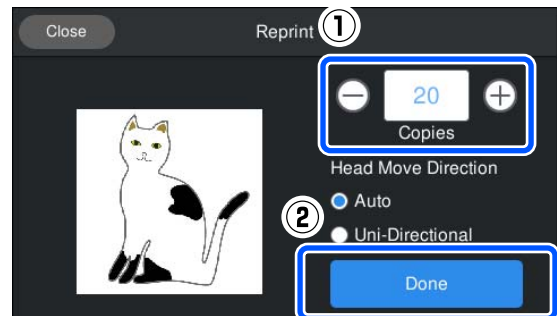 Close
Reprint
1
20
Copies
Head Move Direction
Auto
2
Uni-Directional
Done